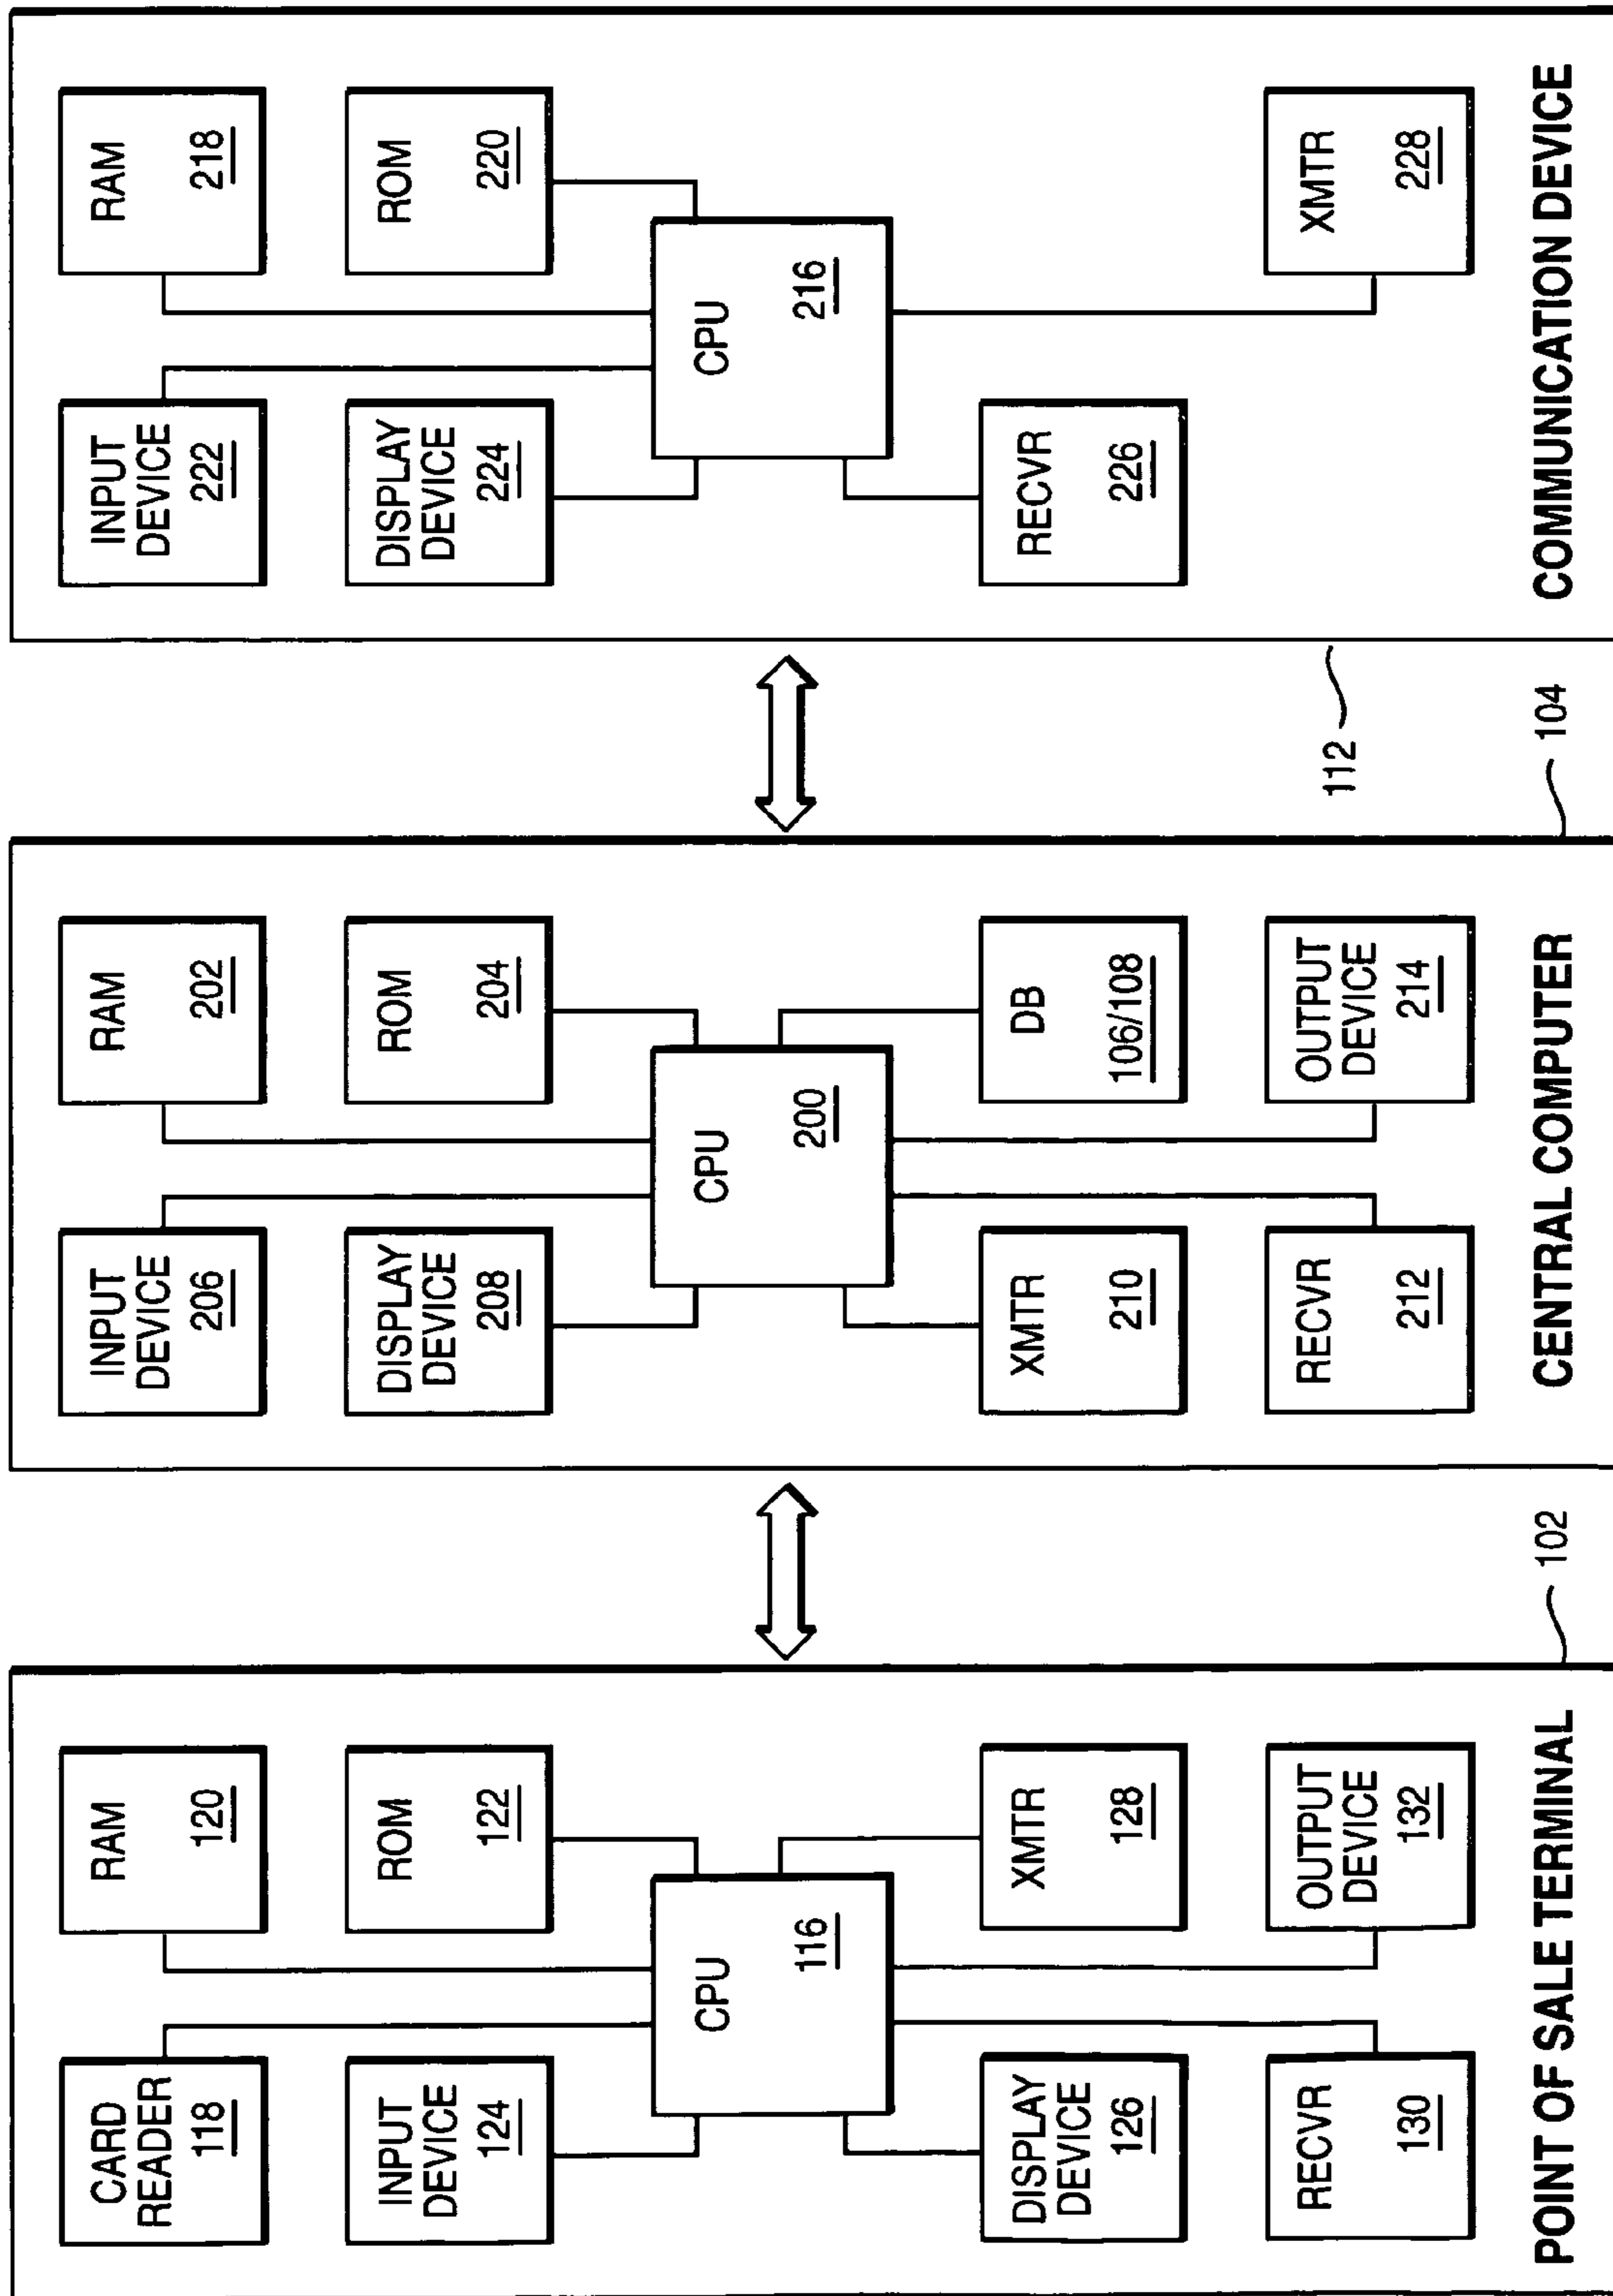 CARD
READER
118
RAM
120
INPUT
DEVICE
124
ROM
122
CPU
116
DISPLAY
DEVICE
126
XMTR
128
RECVR
130
OUTPUT
DEVICE
132
POINT OF SALE TERMINAL
102
INPUT
DEVICE
206
RAM
202
DISPLAY
DEVICE
208
ROM
204
CPU
200
XMTR
210
DB
106/108
RECVR
212
OUTPUT
DEVICE
214
CENTRAL COMPUTER
104
INPUT
DEVICE
222
RAM
218
DISPLAY
DEVICE
224
ROM
220
CPU
216
RECVR
226
XMTR
228
COMMUNICATION DEVICE
112